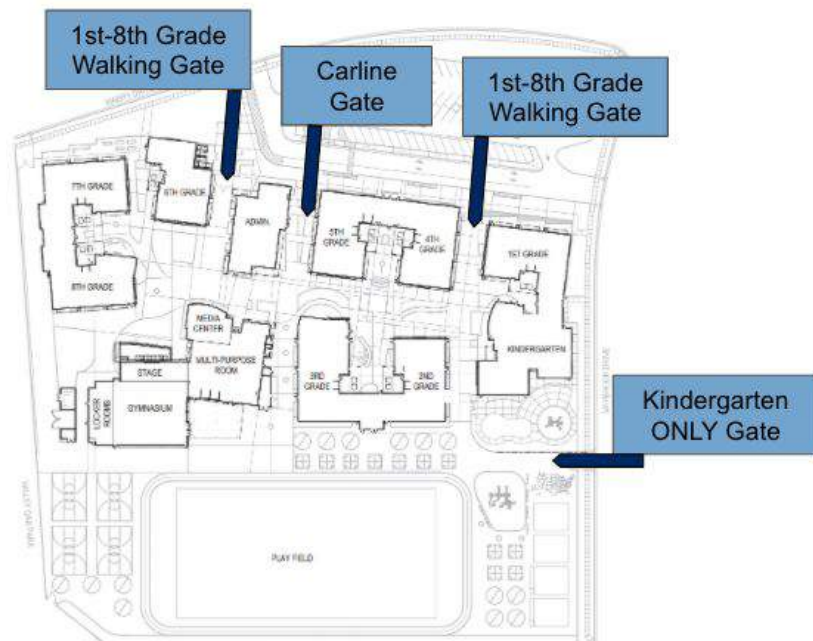 1st-8th Grade
Walking Gate
Carline
Gate
1st-8th Grade
Walking Gate
7TH GRADE
6TH GRADE
ADMIN.
5TH
GRADE
4TH
GRADE
1ST GRADE
8TH GRADE
MEDIA
CENTER
MULTI-PURPOSE
ROOM
STAGE
LOCKER
ROOMS
GYMNASIUM
3RD
GRADE
2ND
GRADE
KINDERGARTEN
Kindergarten
ONLY Gate
PLAY FIELD